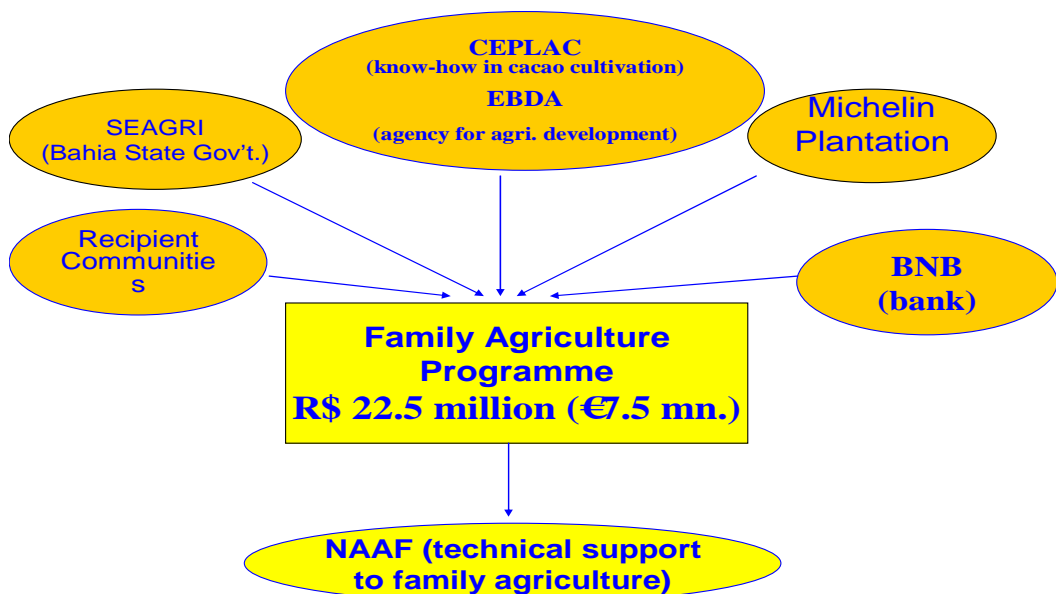 CEPLAC
(know-how in cacao cultivation)
EBDA
(agency for agri. development)
SEAGRI
(Bahia State Gov't.)
Michelin
Plantation
Recipient
Communitie
s
BNB
(bank)
Family Agriculture
Programme
R$ 22.5 million (€7.5 mn.)
NAAF (technical support
to family agriculture)